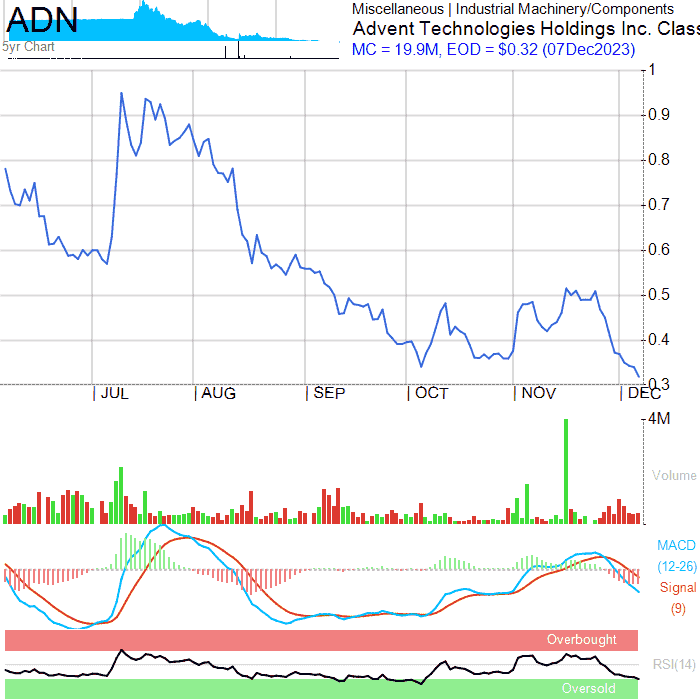 ADN
5yr Chart
Miscellaneous | Industrial Machinery/Components
Advent Technologies Holdings Inc. Class
MC = 19.9M, EOD = $0.32 (07Dec2023)
1
0.9
0.8
0.7
0.6
0.5
0.4
0.3
JUL AUG SEP OCT NOV DEC
4M
Volume
MACD
(12-26)
Signal
(9)
Overbought
RSI(14)
Oversold